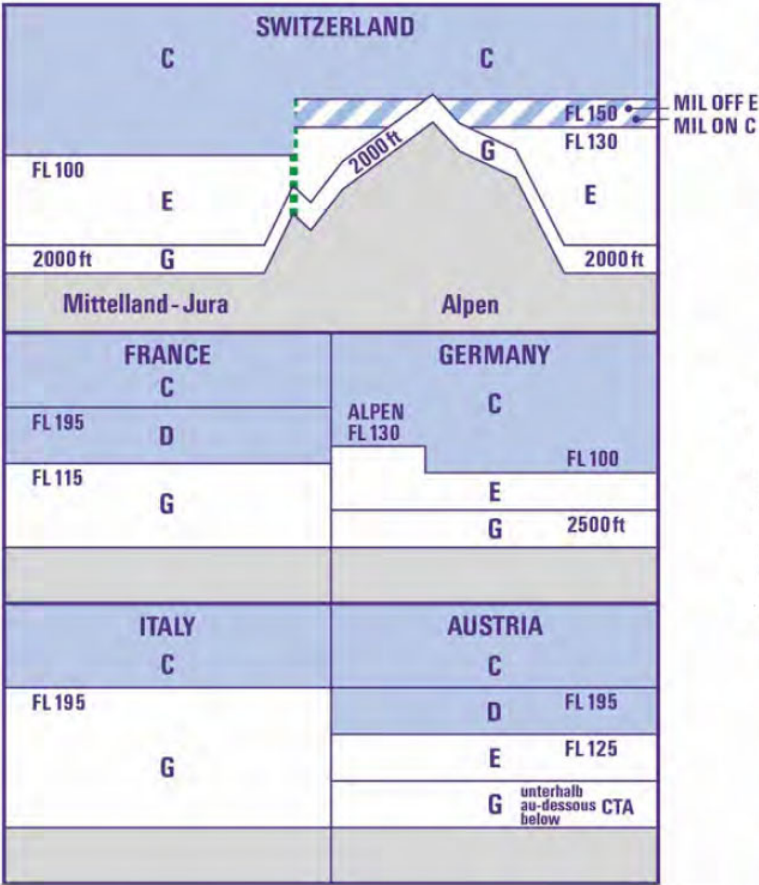 SWITZERLAND
C
C
MIL OFF E
MIL ON C
FL 150
FL 130
2000 ft
G
E
FL 100
E
2000 ft
G
2000 ft
Mittelland - Jura
Alpen
FRANCE
C
FL 195
D
FL 115
G
GERMANY
C
ALPEN
FL 130
FL 100
E
G
2500 ft
ITALY
C
FL 195
G
AUSTRIA
C
D
FL 195
E
FL 125
G
unterhalb
au-dessous CTA
below